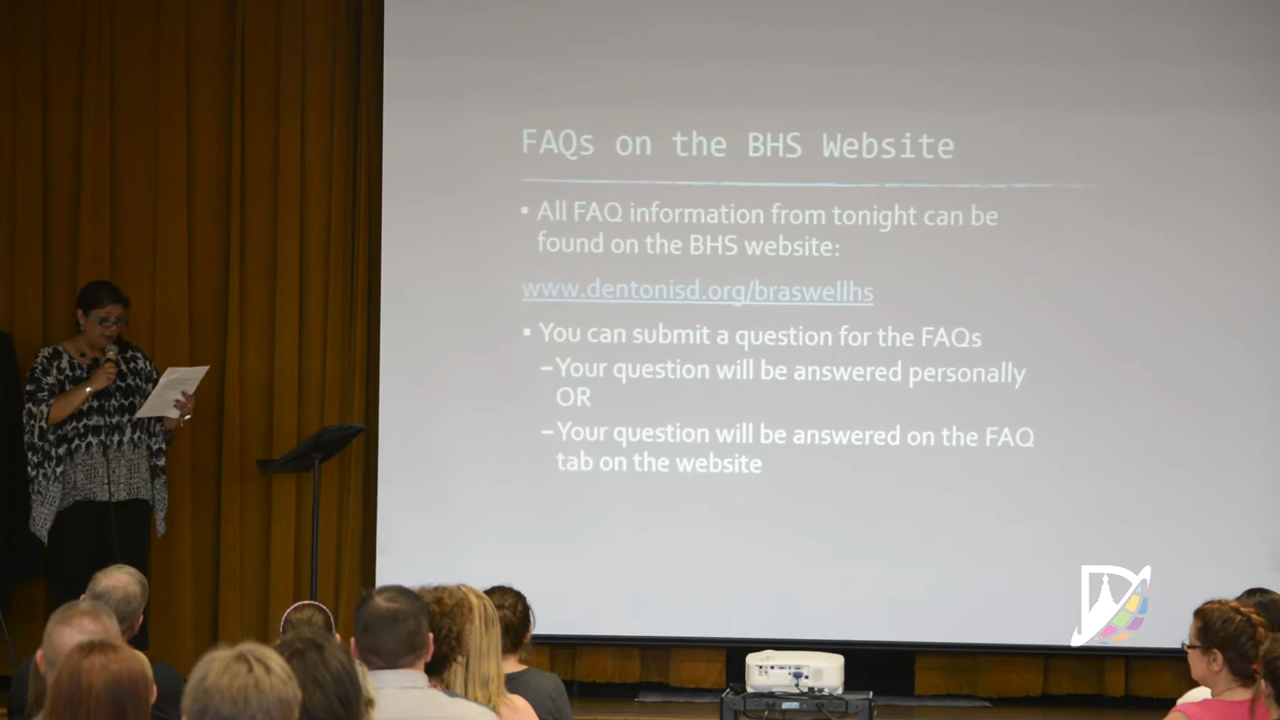 FAQs on the BHS Website
▪ All FAQ information from tonight can be
found on the BHS website:
www.dentonisd.org/braswellhs
▪ You can submit a question for the FAQs
–Your question will be answered personally
OR
–Your question will be answered on the FAQ
tab on the website